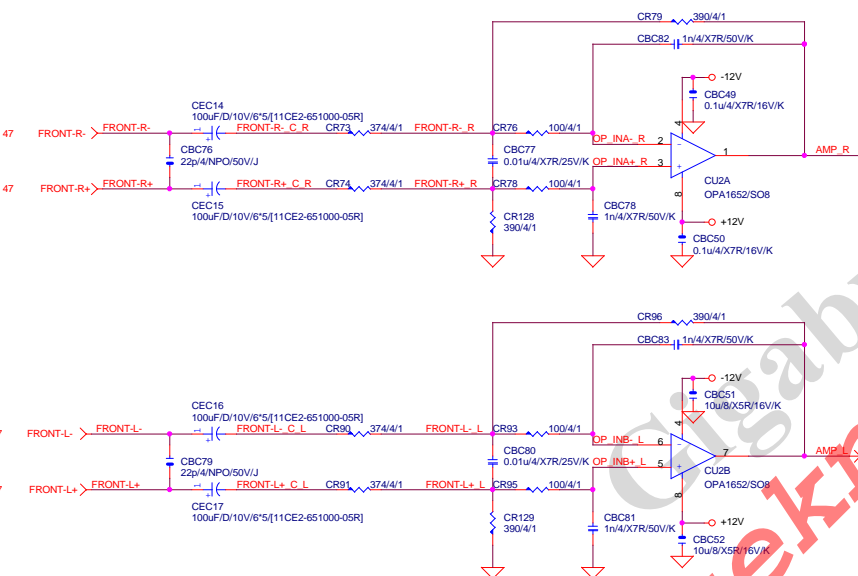 CR79 390/4/1
CBC82 1n/4/X7R/50V/K
-12V
CBC49
0.1u/4/X7R/16V/K
CEC14
100uF/D/10V/6*5/[11CE2-651000-05R]
47 FRONT-R- FRONT-R- 1 + FRONT-R-_C_R CR73 374/4/1 FRONT-R-_R CR76 100/4/1
4
OP_INA-_R 2 -
CBC76
22p/4/NPO/50V/J
CBC77
0.01u/4/X7R/25V/K
OP_INA+_R 3 +
1 AMP_R
47 FRONT-R+ FRONT-R+ 1 + FRONT-R+_C_R CR74 374/4/1 FRONT-R+_R CR78 100/4/1
CU2A
OPA1652/SO8
8
CEC15
100uF/D/10V/6*5/[11CE2-651000-05R]
CBC78
1n/4/X7R/50V/K
CR128
390/4/1
+12V
CBC50
0.1u/4/X7R/16V/K
CR96 390/4/1
CBC83 1n/4/X7R/50V/K
-12V
CBC51
10u/8/X5R/16V/K
CEC16
100uF/D/10V/6*5/[11CE2-651000-05R]
7 FRONT-L- FRONT-L- 1 + FRONT-L-_C_L CR90 374/4/1 FRONT-L-_L CR93 100/4/1
4
OP_INB-_L 6 -
CBC79
22p/4/NPO/50V/J
CBC80
0.01u/4/X7R/25V/K
OP_INB+_L 5 +
7 AMP_L
7 FRONT-L+ FRONT-L+ 1 + FRONT-L+_C_L CR91 374/4/1 FRONT-L+_L CR95 100/4/1
CU2B
OPA1652/SO8
8
CEC17
100uF/D/10V/6*5/[11CE2-651000-05R]
CBC81
1n/4/X7R/50V/K
CR129
390/4/1
+12V
CBC52
10u/8/X5R/16V/K
Gigaby
ekn